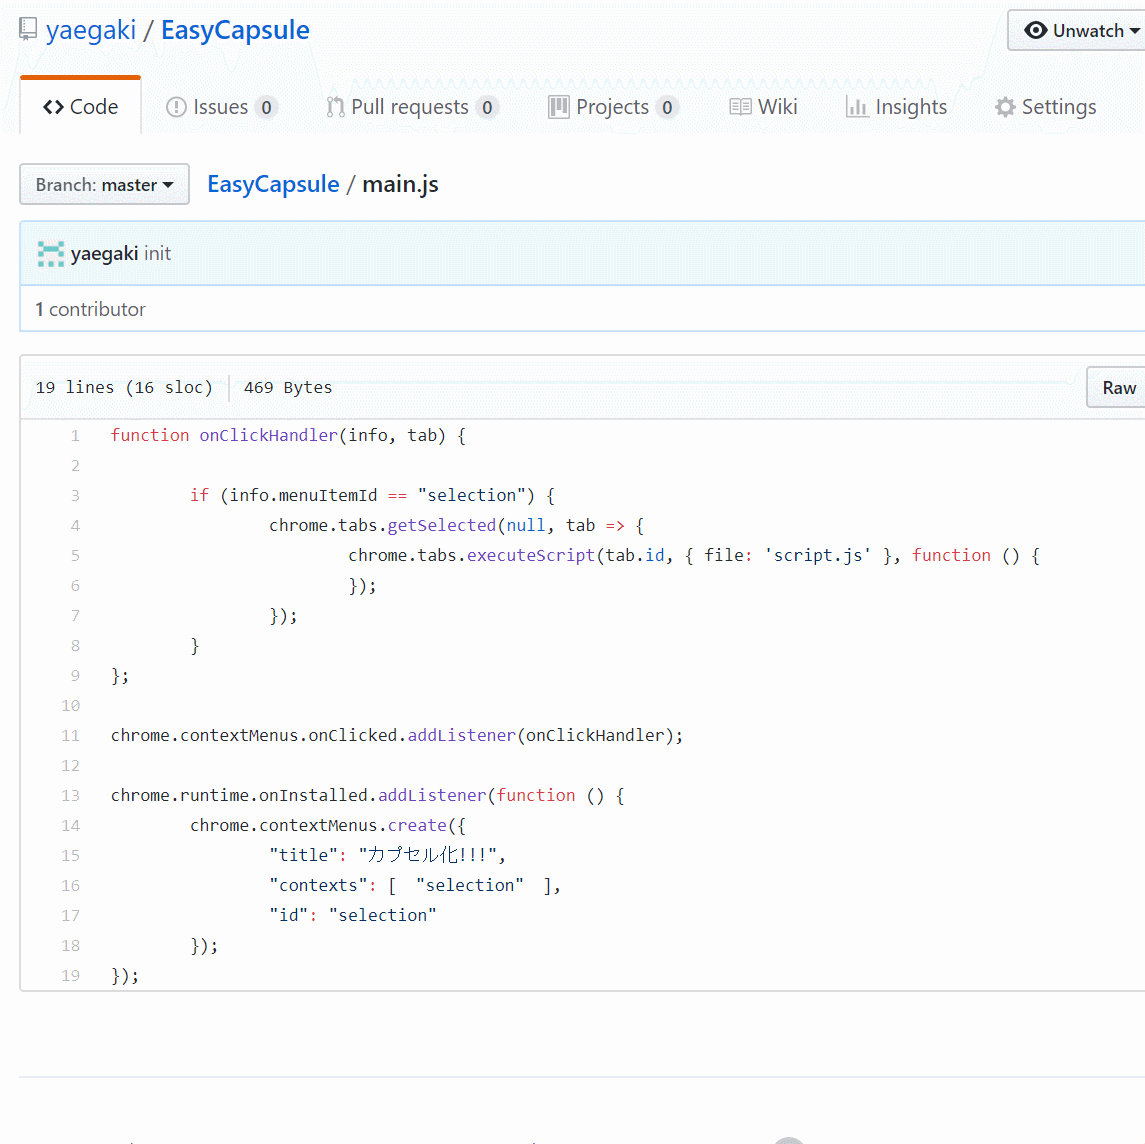 yaegaki / EasyCapsule
Unwatch
Code Issues 0 Pull requests 0 Projects 0 Wiki Insights Settings
Branch: master EasyCapsule / main.js
yaegaki init
1 contributor
19 lines (16 sloc) 469 Bytes Raw
1 function onClickHandler(info, tab) {
2
3 if (info.menuItemId == "selection") {
4 chrome.tabs.getSelected(null, tab => {
5 chrome.tabs.executeScript(tab.id, { file: 'script.js' }, function () {
6 });
7 });
8 }
9 };
10
11 chrome.contextMenus.onClicked.addListener(onClickHandler);
12
13 chrome.runtime.onInstalled.addListener(function () {
14 chrome.contextMenus.create({
15 "title": "カプセル化!!!",
16 "contexts": [ "selection" ],
17 "id": "selection"
18 });
19 });